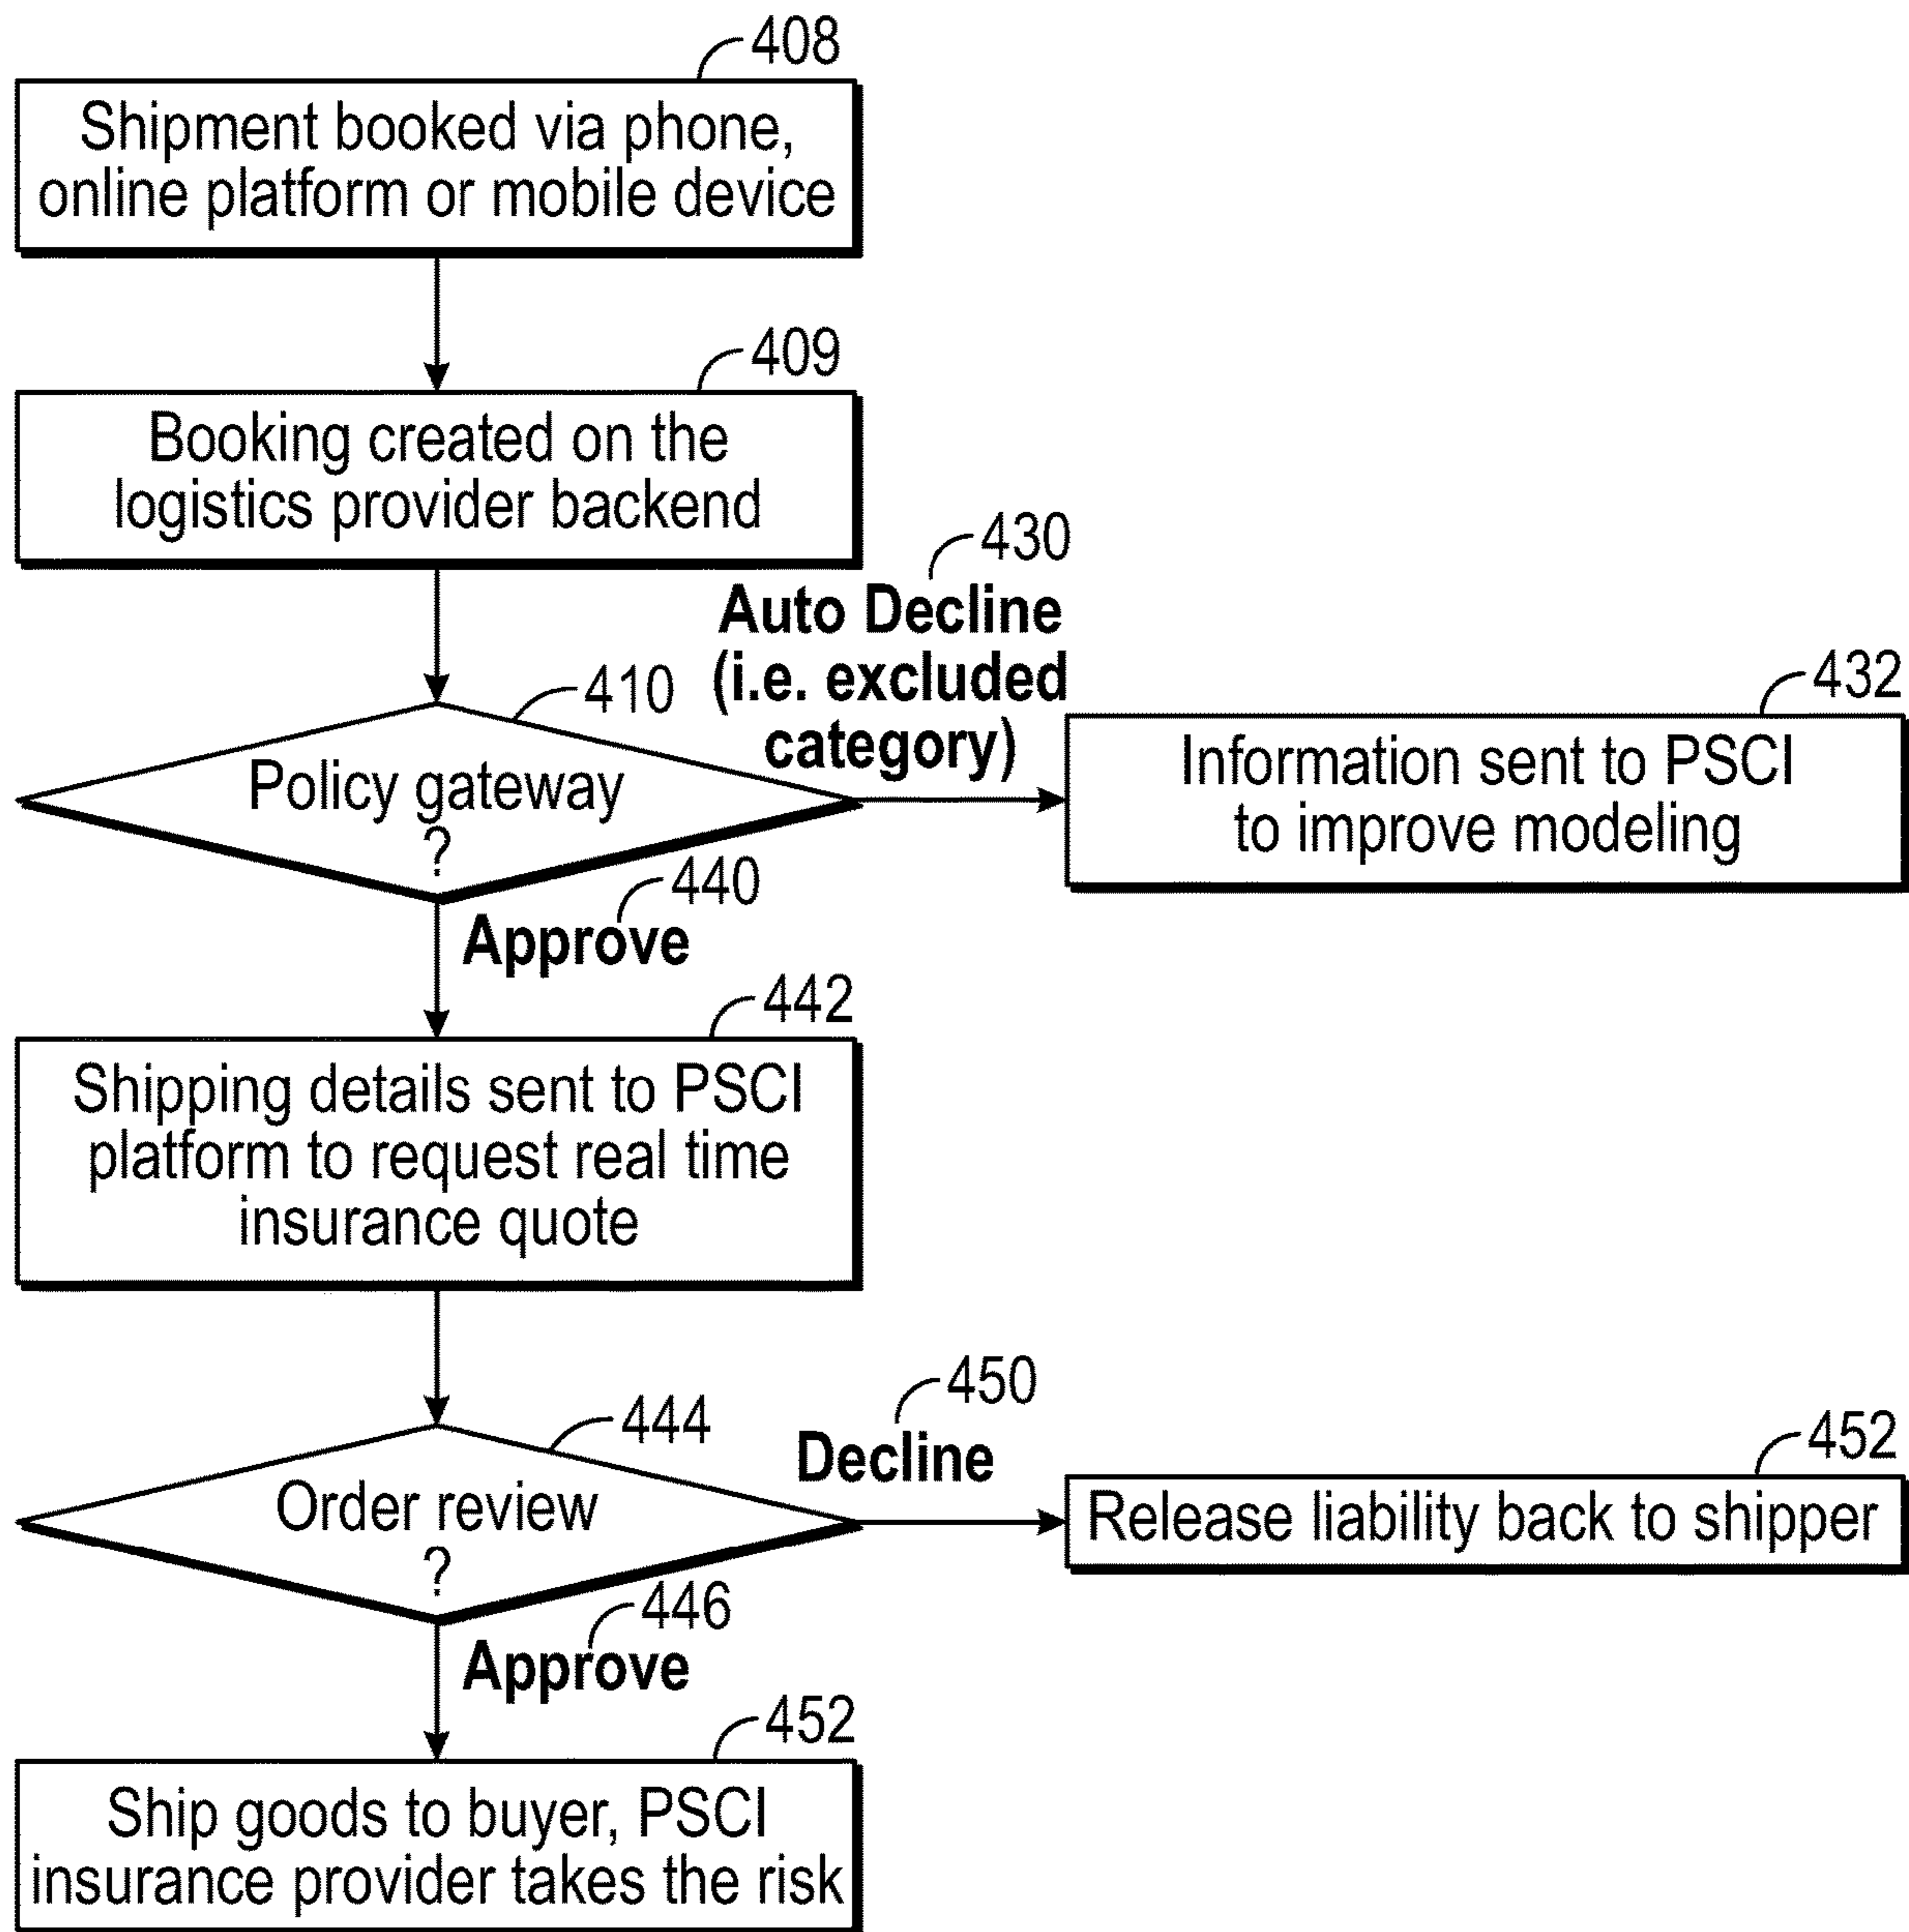 408
Shipment booked via phone,
online platform or mobile device
409
Booking created on the
logistics provider backend
430
Auto Decline
(i.e. excluded
category)
410
Policy gateway
?
432
Information sent to PSCI
to improve modeling
440
Approve
442
Shipping details sent to PSCI
platform to request real time
insurance quote
444
Order review
?
450
Decline
452
Release liability back to shipper
446
Approve
452
Ship goods to buyer, PSCI
insurance provider takes the risk